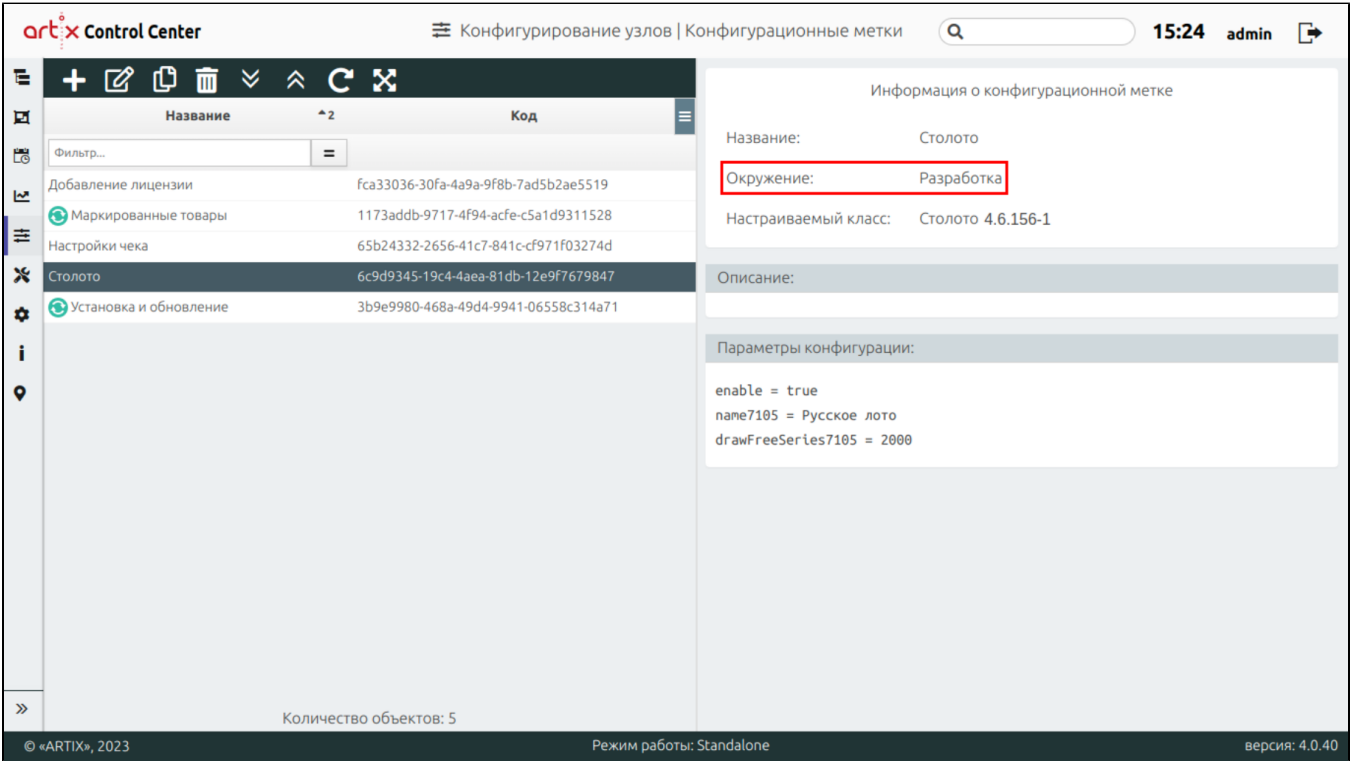 artix Control Center
Конфигурирование узлов | Конфигурационные метки
15:24 admin
Название 2 Код
Фильтр... =
Добавление лицензии fca33036-30fa-4a9a-9f8b-7ad5b2ae5519
Маркированные товары 1173addb-9717-4f94-acfe-c5a1d9311528
Настройки чека 65b24332-2656-41c7-841c-cf971f03274d
Столото 6c9d9345-19c4-4aea-81db-12e9f7679847
Установка и обновление 3b9e9980-468a-49d4-9941-06558c314a71
Количество объектов: 5
Информация о конфигурационной метке
Название: Столото
Окружение: Разработка
Настраиваемый класс: Столото 4.6.156-1
Описание:
Параметры конфигурации:
enable = true
name7105 = Русское лото
drawFreeSeries7105 = 2000
© «ARTIX», 2023 Режим работы: Standalone версия: 4.0.40